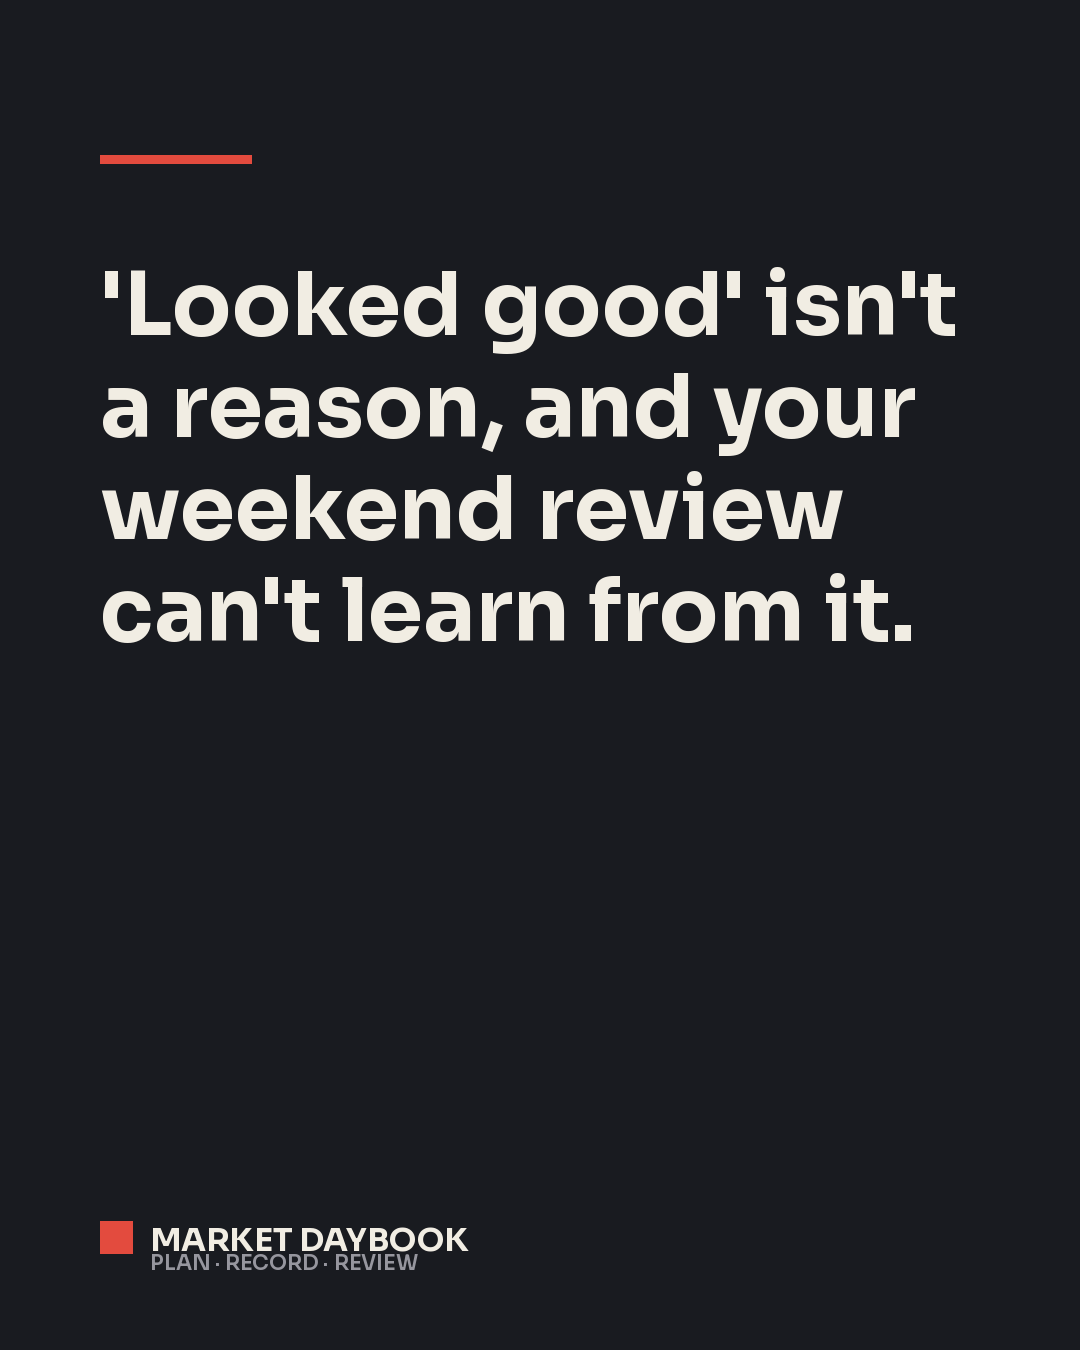 'Looked good' isn't
a reason, and your
weekend review
can't learn from it.
MARKET DAYBOOK
PLAN · RECORD · REVIEW